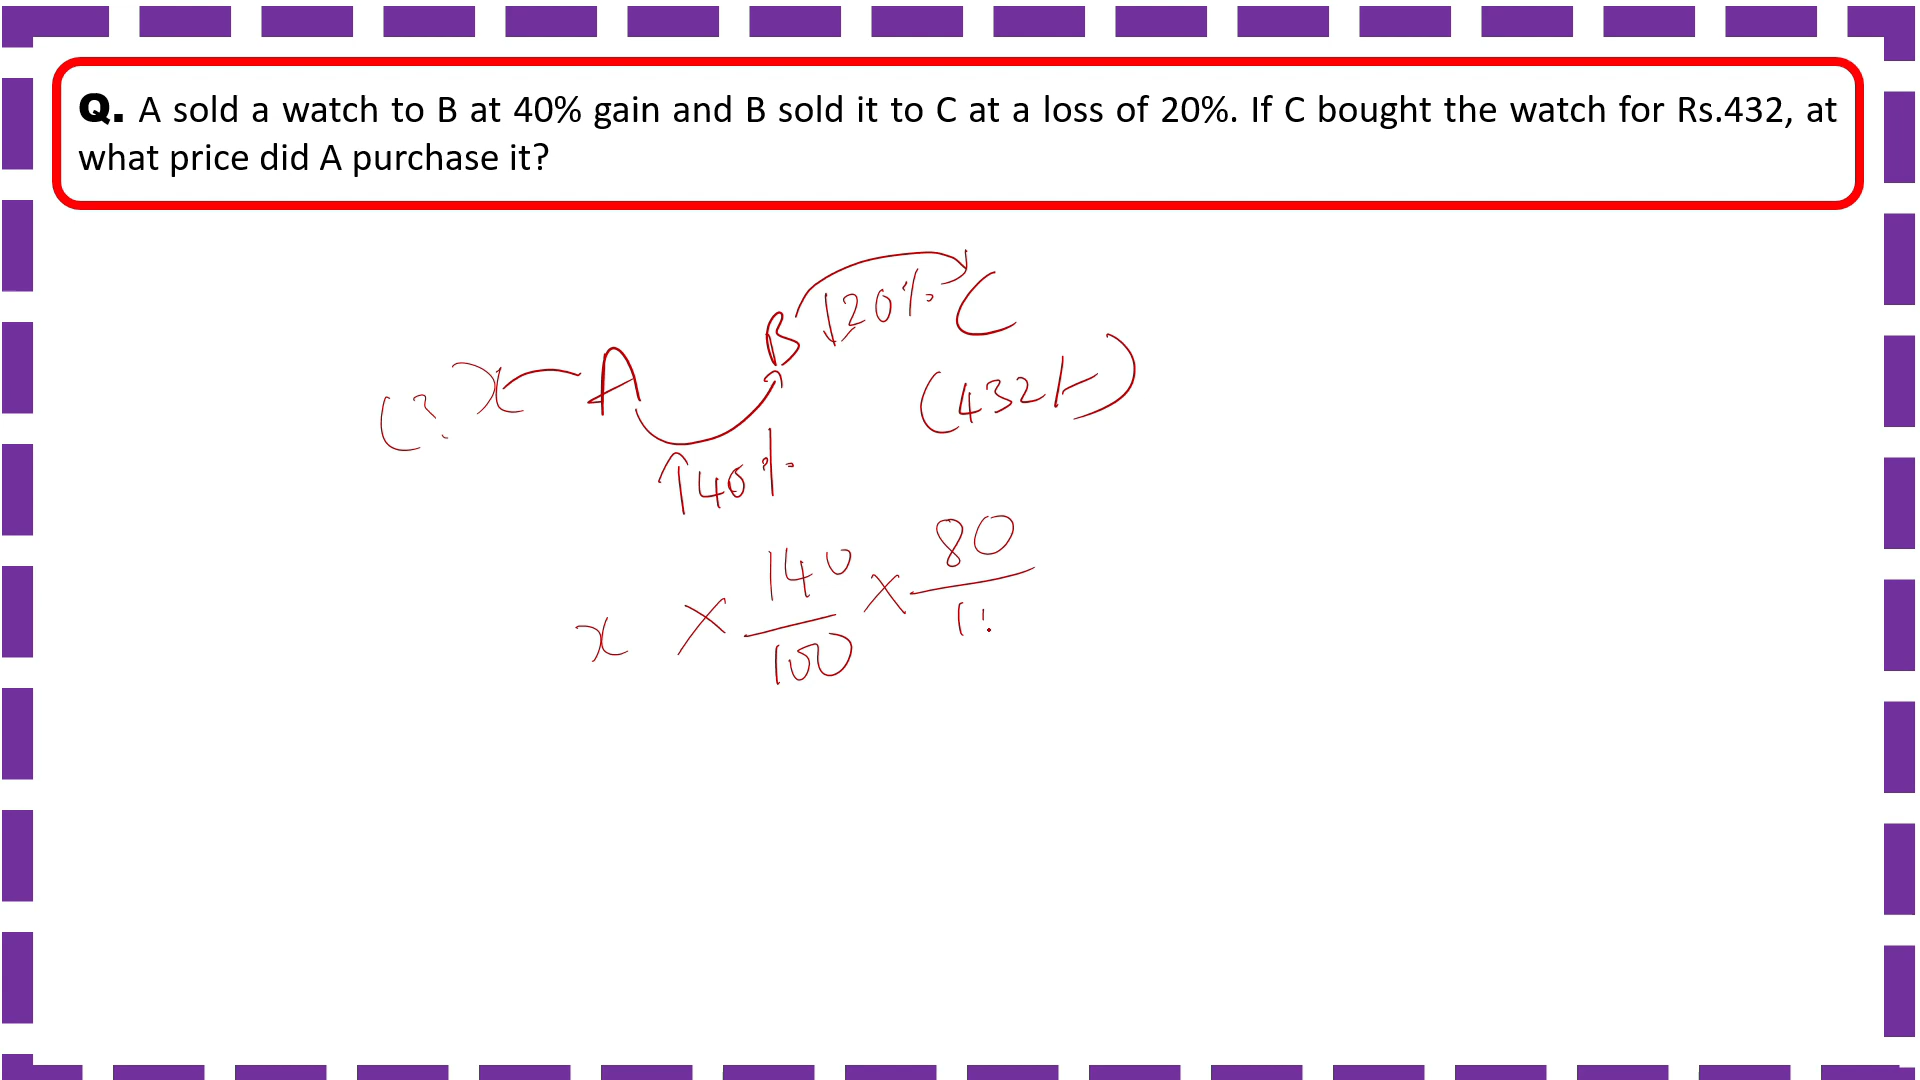 Q. A sold a watch to B at 40% gain and B sold it to C at a loss of 20%. If C bought the watch for Rs.432, at
what price did A purchase it?
B ↓20% C
(?) x A (432/-)
↑40%
x × 140/100 × 80/1